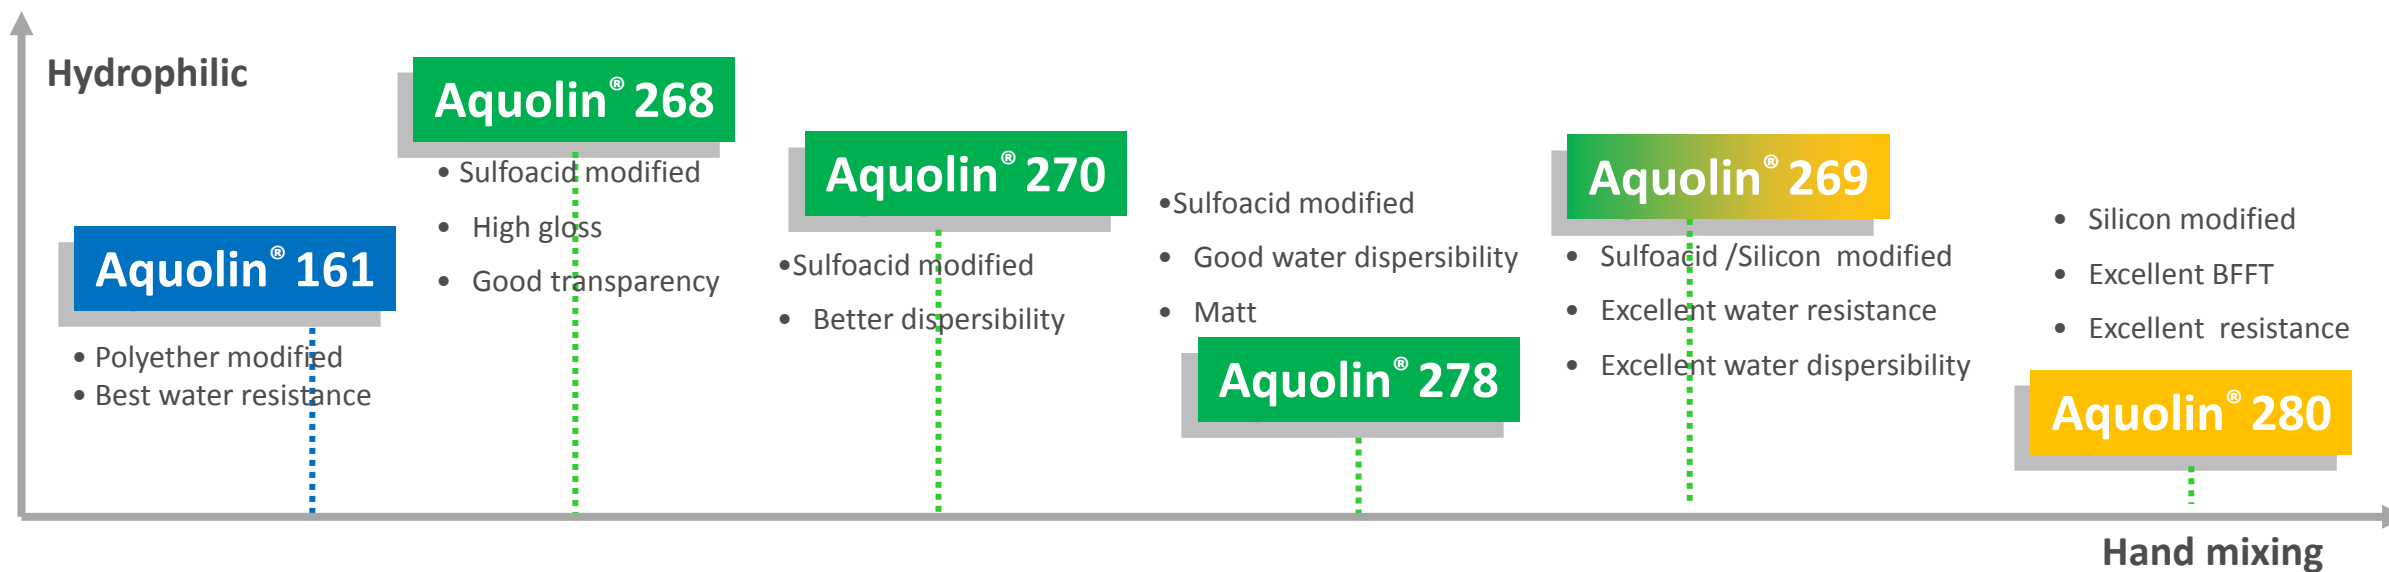 Hydrophilic
Aquolin® 161
• Polyether modified
• Best water resistance
Aquolin® 268
• Sulfoacid modified
• High gloss
• Good transparency
Aquolin® 270
•Sulfoacid modified
• Better dispersibility
•Sulfoacid modified
• Good water dispersibility
• Matt
Aquolin® 278
Aquolin® 269
• Sulfoacid /Silicon modified
• Excellent water resistance
• Excellent water dispersibility
• Silicon modified
• Excellent BFFT
• Excellent resistance
Aquolin® 280
Hand mixing